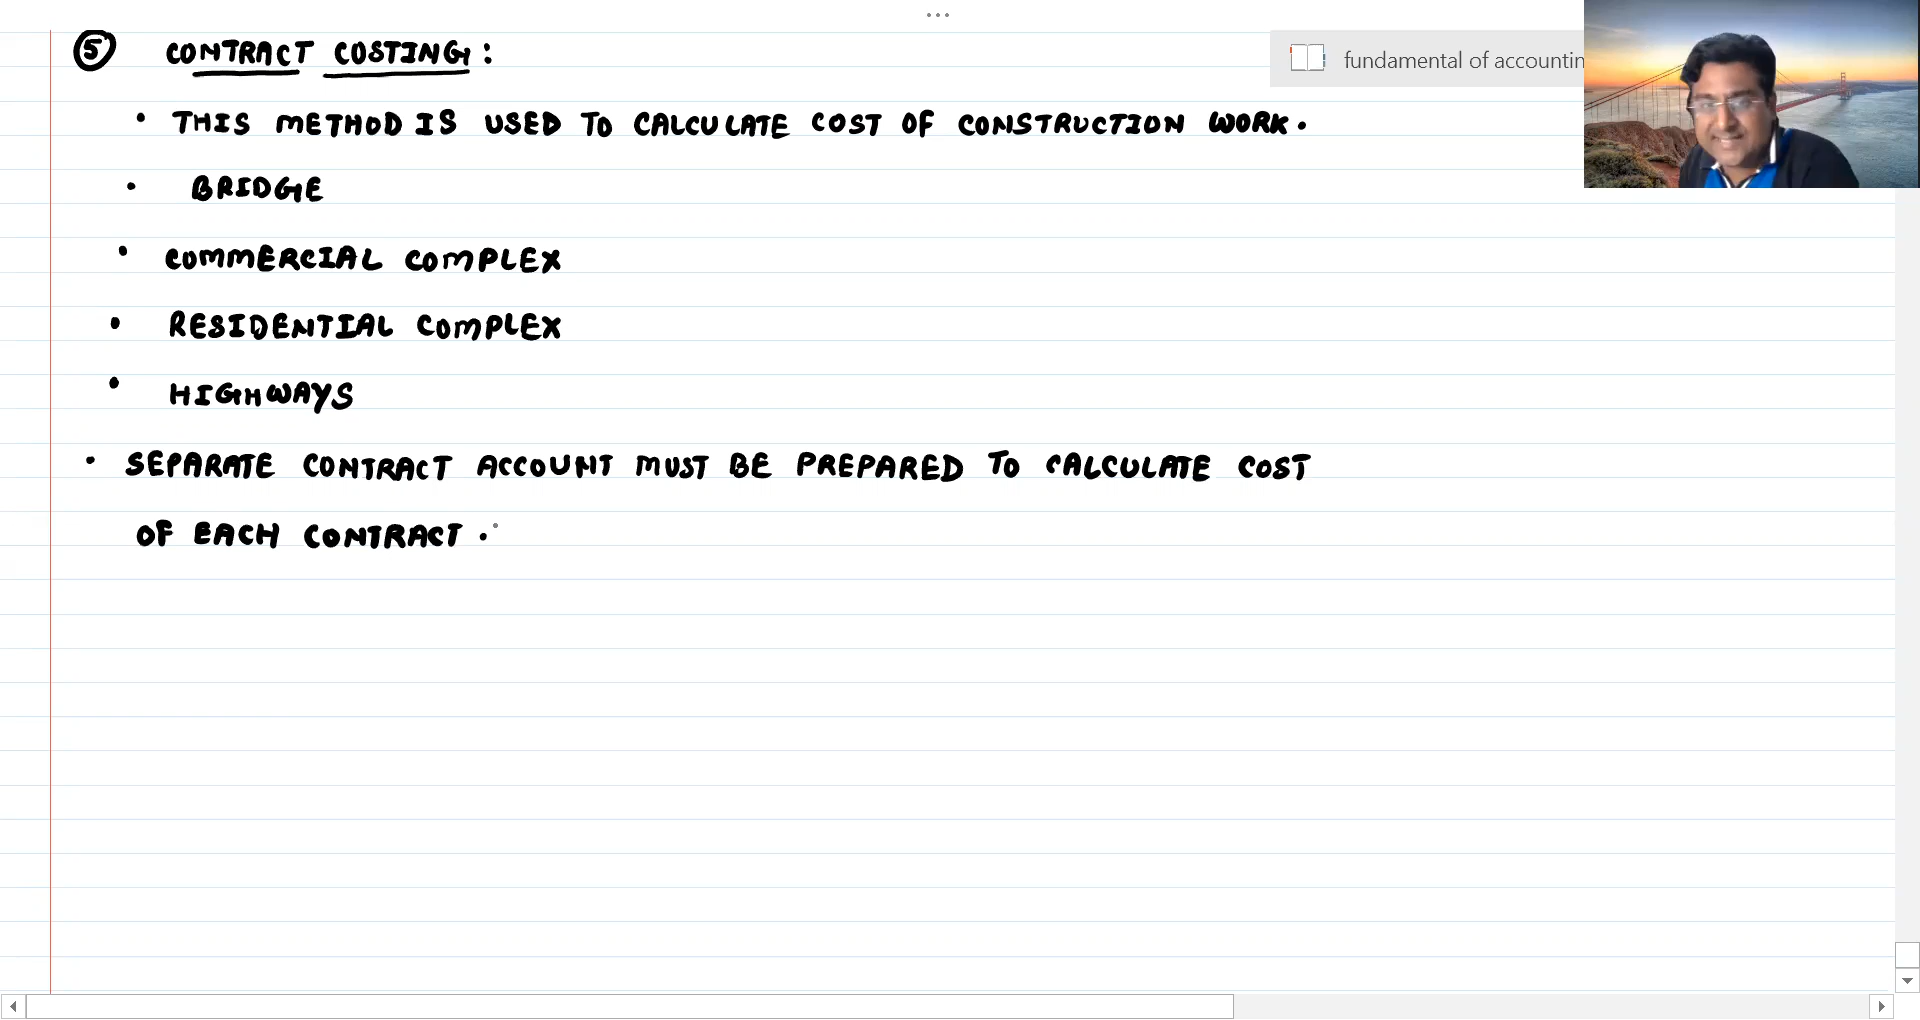 5 CONTRACT COSTING:
fundamental of accountin
• THIS METHOD IS USED TO CALCULATE COST OF CONSTRUCTION WORK.
• BRIDGE
• COMMERCIAL COMPLEX
• RESIDENTIAL COMPLEX
• HIGHWAYS
• SEPARATE CONTRACT ACCOUNT MUST BE PREPARED TO CALCULATE COST
OF EACH CONTRACT.